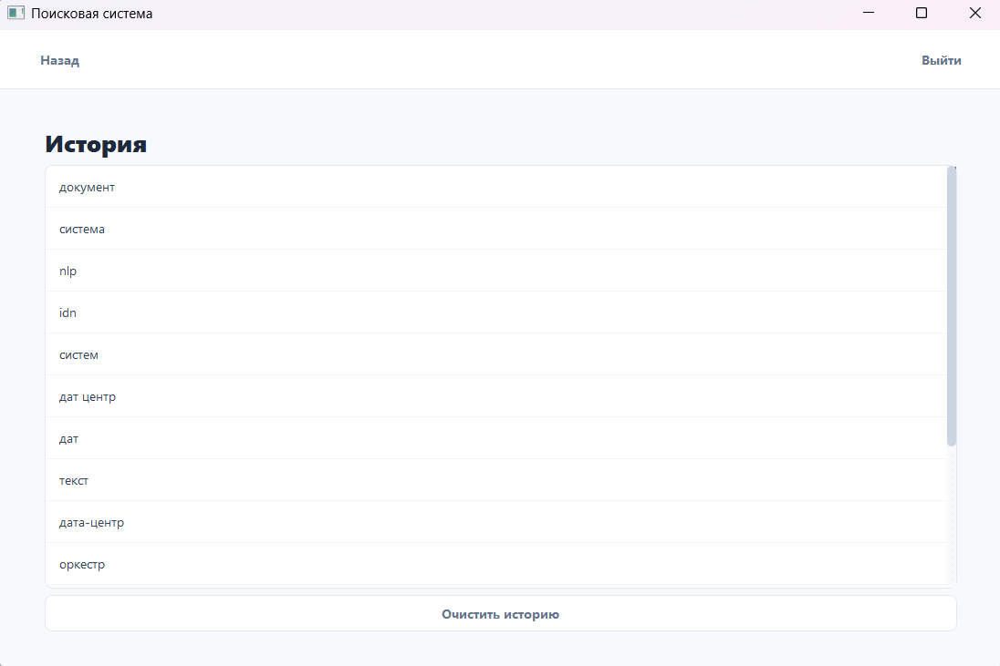 Поисковая система
Назад
Выйти
История
документ
система
nlp
idn
систем
дат центр
дат
текст
дата-центр
оркестр
Очистить историю